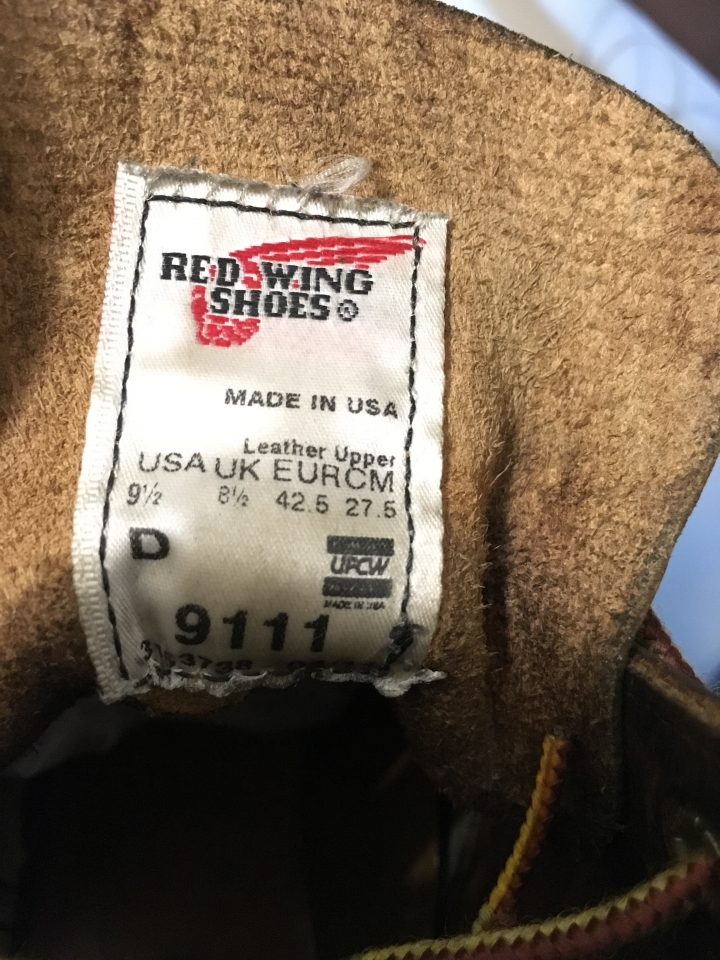 RED WING
SHOES®
MADE IN USA
Leather Upper
USA UK EUR CM
9½ 8½ 42.5 27.5
D
UFCW
MADE IN USA
9111